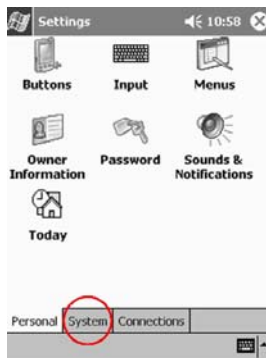 Settings 10:58
Buttons Input Menus
Owner Information Password Sounds & Notifications
Today
Personal System Connections